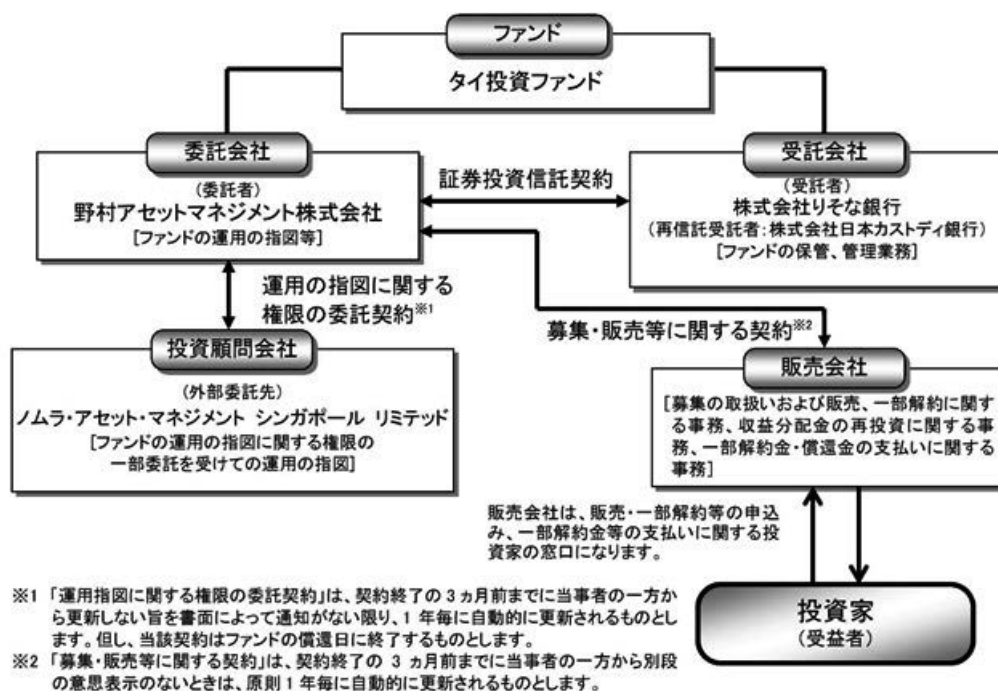 ファンド
タイ投資ファンド
委託会社
(委託者)
野村アセットマネジメント株式会社
[ファンドの運用の指図等]
証券投資信託契約
受託会社
(受託者)
株式会社りそな銀行
(再信託受託者:株式会社日本カストディ銀行)
[ファンドの保管、管理業務]
運用の指図に関する
権限の委託契約※1
募集・販売等に関する契約※2
投資顧問会社
(外部委託先)
ノムラ・アセット・マネジメント シンガポール リミテッド
[ファンドの運用の指図に関する権限の
一部委託を受けての運用の指図]
販売会社
[募集の取扱いおよび販売、一部解約に関す
る事務、収益分配金の再投資に関する事
務、一部解約金・償還金の支払いに関する
事務]
販売会社は、販売・一部解約等の申込
み、一部解約金等の支払いに関する投
資家の窓口になります。
投資家
(受益者)
※1 「運用指図に関する権限の委託契約」は、契約終了の3ヵ月前までに当事者の一方か
ら更新しない旨を書面によって通知がない限り、1年毎に自動的に更新されるものとし
ます。但し、当該契約はファンドの償還日に終了するものとします。
※2 「募集・販売等に関する契約」は、契約終了の 3 ヵ月前までに当事者の一方から別段
の意思表示のないときは、原則1年毎に自動的に更新されるものとします。